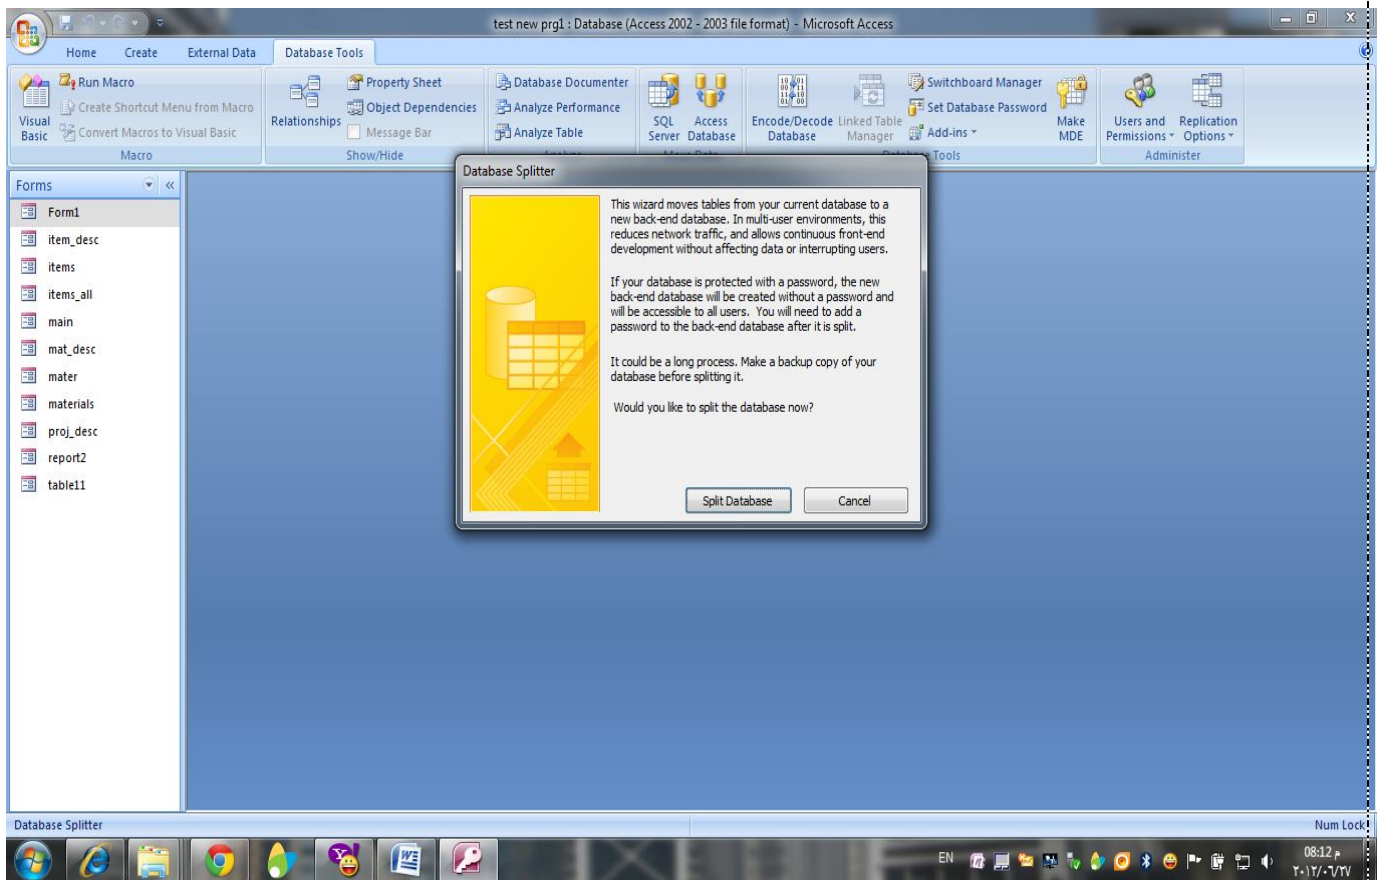 test new prg1 : Database (Access 2002 - 2003 file format) - Microsoft Access
Home Create External Data Database Tools
Visual Basic
Run Macro
Create Shortcut Menu from Macro
Convert Macros to Visual Basic
Macro
Relationships
Property Sheet
Object Dependencies
Message Bar
Show/Hide
Database Documenter
Analyze Performance
Analyze Table
SQL Server
Access Database
Encode/Decode Database
Linked Table Manager
Switchboard Manager
Set Database Password
Add-ins
Make MDE
Users and Permissions
Replication Options
Administer
Tools
Forms
Form1
item_desc
items
items_all
main
mat_desc
mater
materials
proj_desc
report2
table11
Database Splitter
This wizard moves tables from your current database to a
new back-end database. In multi-user environments, this
reduces network traffic, and allows continuous front-end
development without affecting data or interrupting users.
If your database is protected with a password, the new
back-end database will be created without a password and
will be accessible to all users. You will need to add a
password to the back-end database after it is split.
It could be a long process. Make a backup copy of your
database before splitting it.
Would you like to split the database now?
Split Database Cancel
Database Splitter
Num Lock
EN
08:12 م
٢٠١٢/٠٦/٢٧